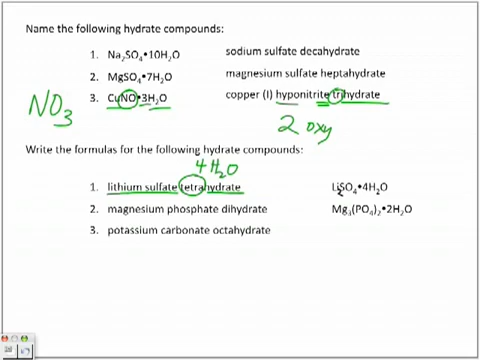 Name the following hydrate compounds:
1. Na₂SO₄•10H₂O sodium sulfate decahydrate
2. MgSO₄•7H₂O magnesium sulfate heptahydrate
3. CuNO•3H₂O copper (I) hyponitrite trihydrate
NO₃
2 oxy
Write the formulas for the following hydrate compounds:
4H₂O
1. lithium sulfate tetrahydrate Li₂SO₄•4H₂O
2. magnesium phosphate dihydrate Mg₃(PO₄)₂•2H₂O
3. potassium carbonate octahydrate